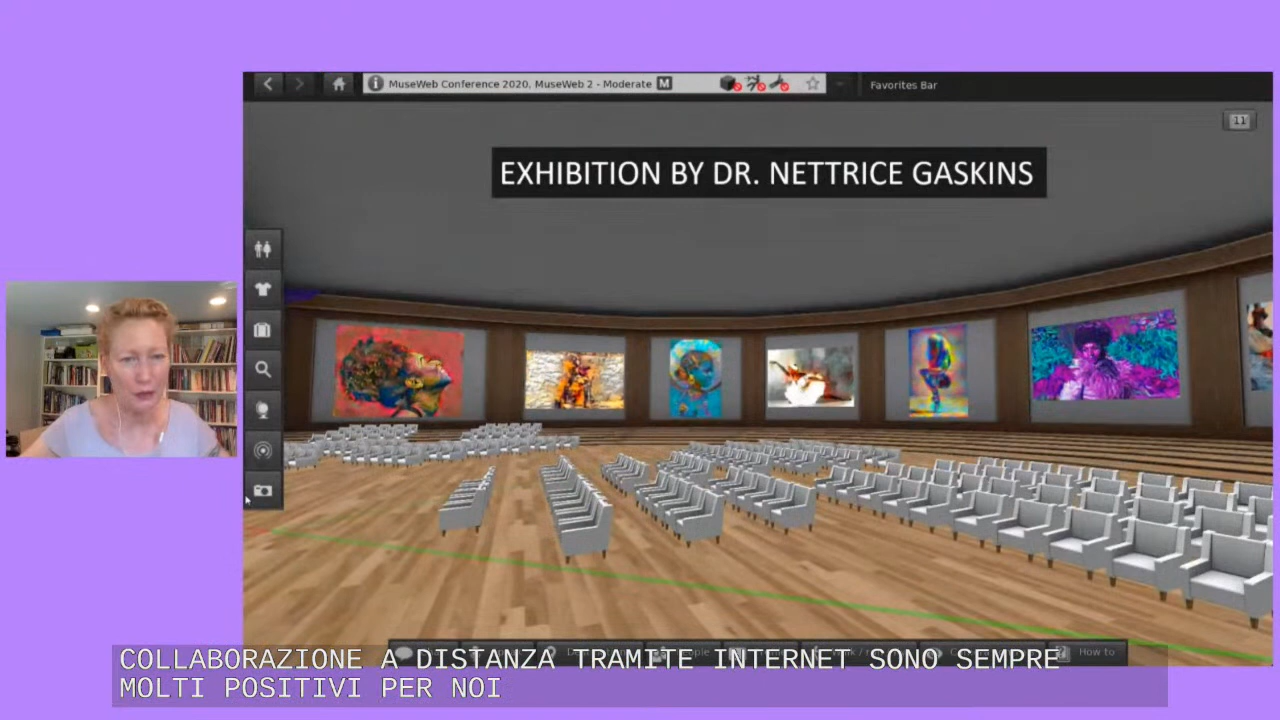 MuseWeb Conference 2020, MuseWeb 2 - Moderate M
Favorites Bar
11
EXHIBITION BY DR. NETTRICE GASKINS
How to
COLLABORAZIONE A DISTANZA TRAMITE INTERNET SONO SEMPRE
MOLTI POSITIVI PER NOI